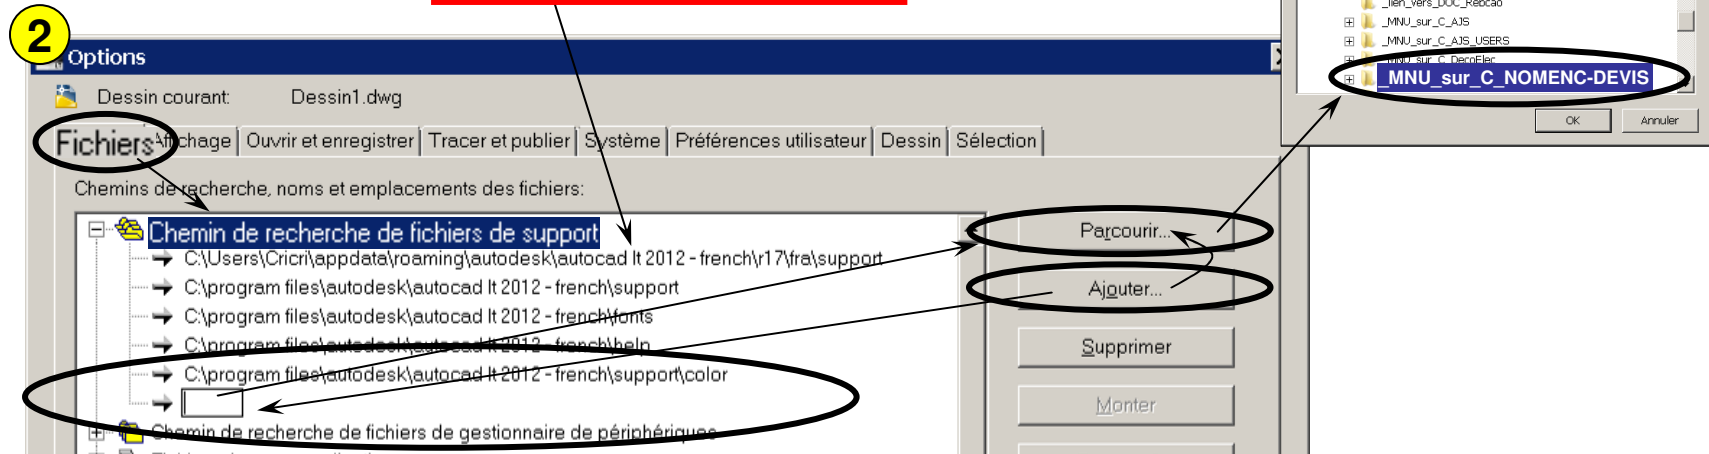 _lien_vers_DOC_Rebcao
_MNU_sur_C_AJS
_MNU_sur_C_AJS_USERS
_MNU_sur_C_DecoElec
_MNU_sur_C_NOMENC-DEVIS
OK Annuler
2
Options
Dessin courant: Dessin1.dwg
Fichiers Affichage Ouvrir et enregistrer Tracer et publier Système Préférences utilisateur Dessin Sélection
Chemins de recherche, noms et emplacements des fichiers:
Chemin de recherche de fichiers de support
C:\Users\Cricri\appdata\roaming\autodesk\autocad lt 2012 - french\r17\fra\support
C:\program files\autodesk\autocad lt 2012 - french\support
C:\program files\autodesk\autocad lt 2012 - french\fonts
C:\program files\autodesk\autocad lt 2012 - french\help
C:\program files\autodesk\autocad lt 2012 - french\support\color
Chemin de recherche de fichiers de gestionnaire de périphériques
Parcourir...
Ajouter...
Supprimer
Monter